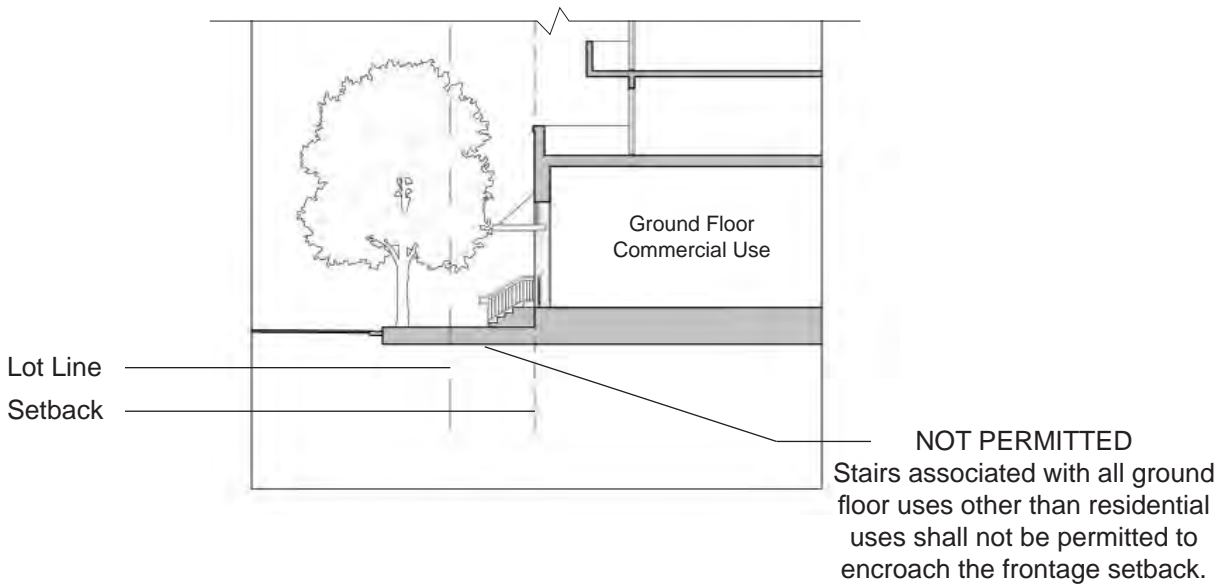 Ground Floor
Commercial Use
Lot Line
Setback
NOT PERMITTED
Stairs associated with all ground
floor uses other than residential
uses shall not be permitted to
encroach the frontage setback.